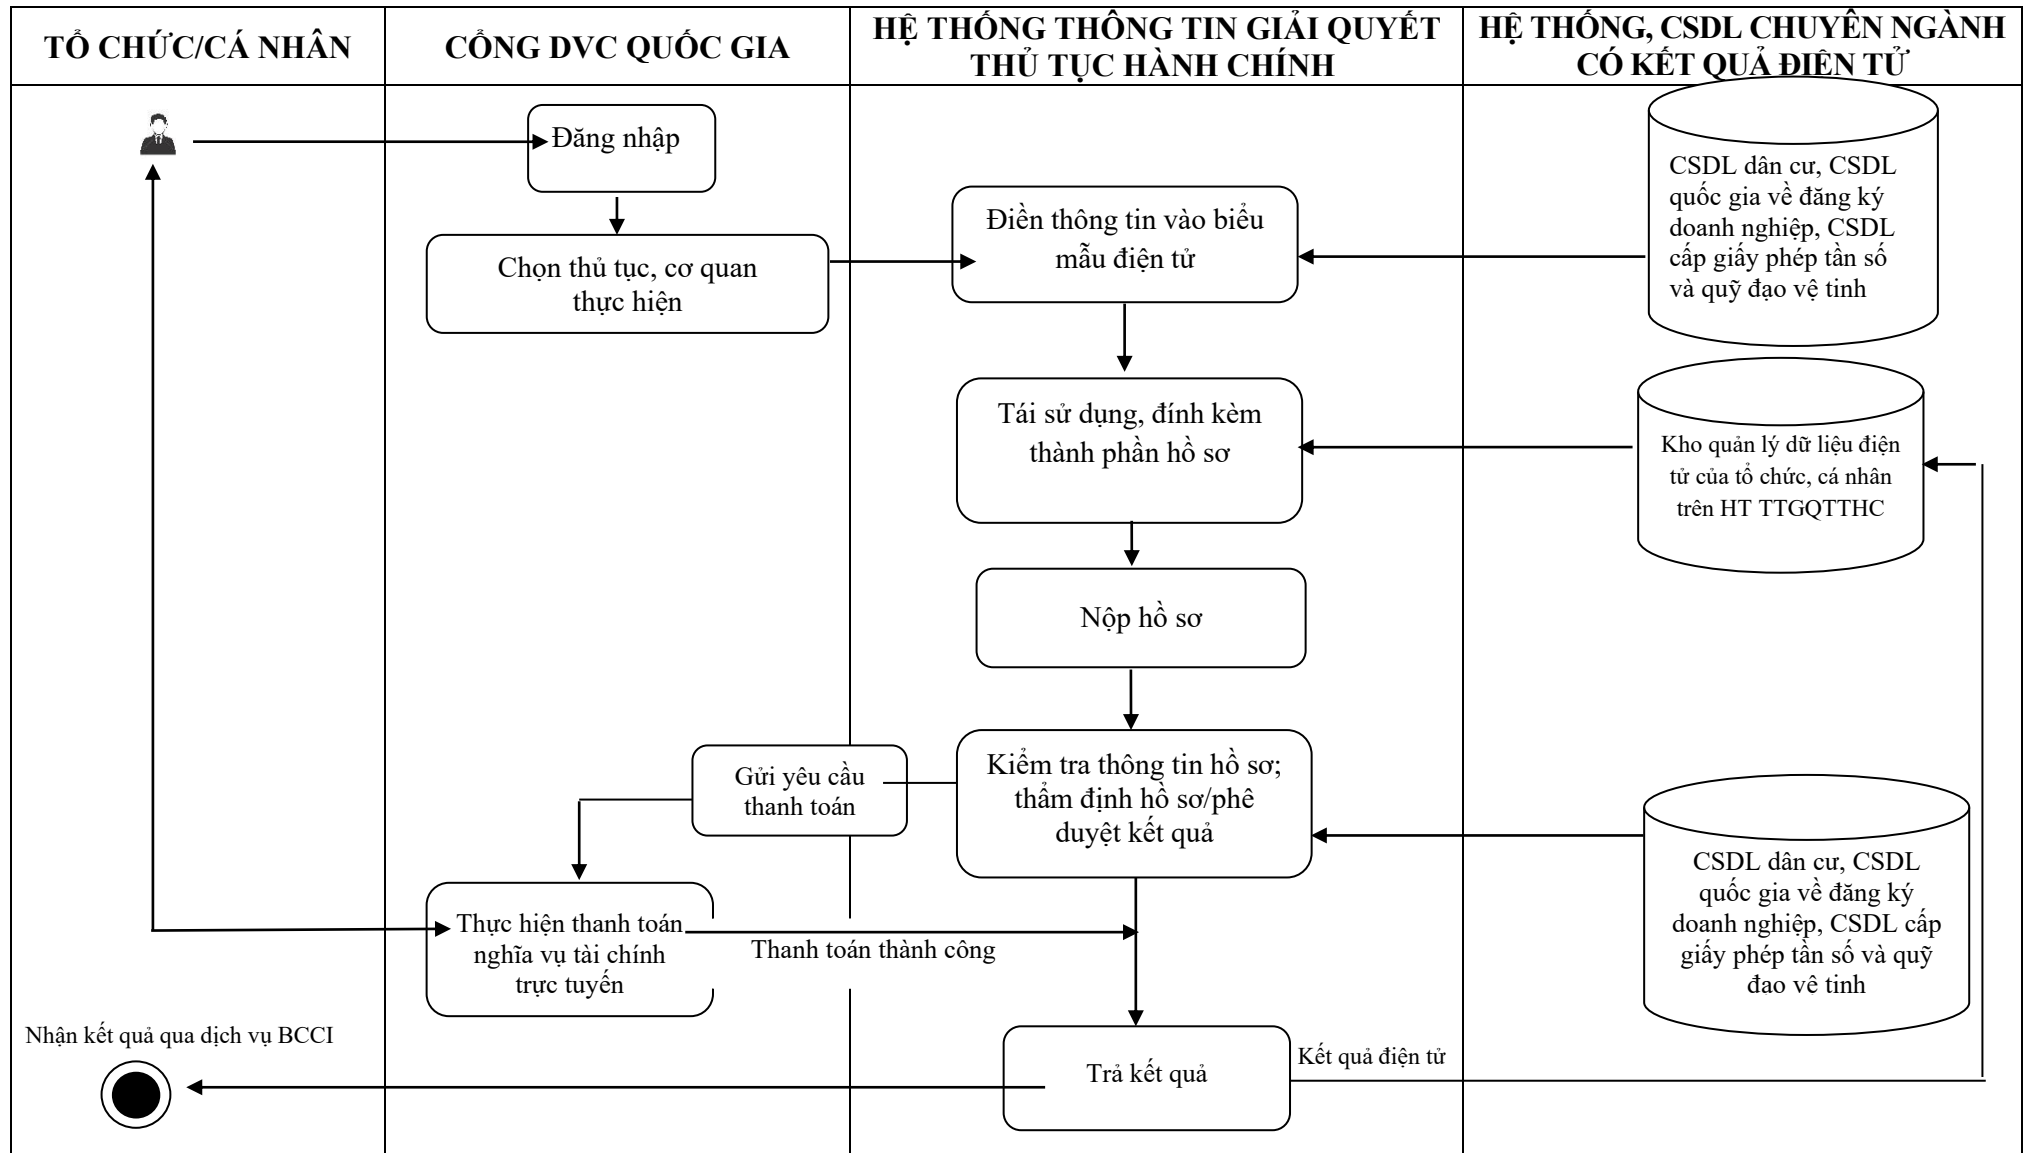 TỔ CHỨC/CÁ NHÂN
CỔNG DVC QUỐC GIA
HỆ THỐNG THÔNG TIN GIẢI QUYẾT
THỦ TỤC HÀNH CHÍNH
HỆ THỐNG, CSDL CHUYÊN NGÀNH
CÓ KẾT QUẢ ĐIỆN TỬ
Đăng nhập
Chọn thủ tục, cơ quan
thực hiện
Điền thông tin vào biểu
mẫu điện tử
CSDL dân cư, CSDL
quốc gia về đăng ký
doanh nghiệp, CSDL
cấp giấy phép tần số
và quỹ đạo vệ tinh
Tái sử dụng, đính kèm
thành phần hồ sơ
Kho quản lý dữ liệu điện
tử của tổ chức, cá nhân
trên HT TTGQTTHC
Nộp hồ sơ
Gửi yêu cầu
thanh toán
Kiểm tra thông tin hồ sơ;
thẩm định hồ sơ/phê
duyệt kết quả
CSDL dân cư, CSDL
quốc gia về đăng ký
doanh nghiệp, CSDL cấp
giấy phép tần số và quỹ
đao vê tinh
Thực hiện thanh toán
nghĩa vụ tài chính
trực tuyến
Thanh toán thành công
Nhận kết quả qua dịch vụ BCCI
Trả kết quả
Kết quả điện tử